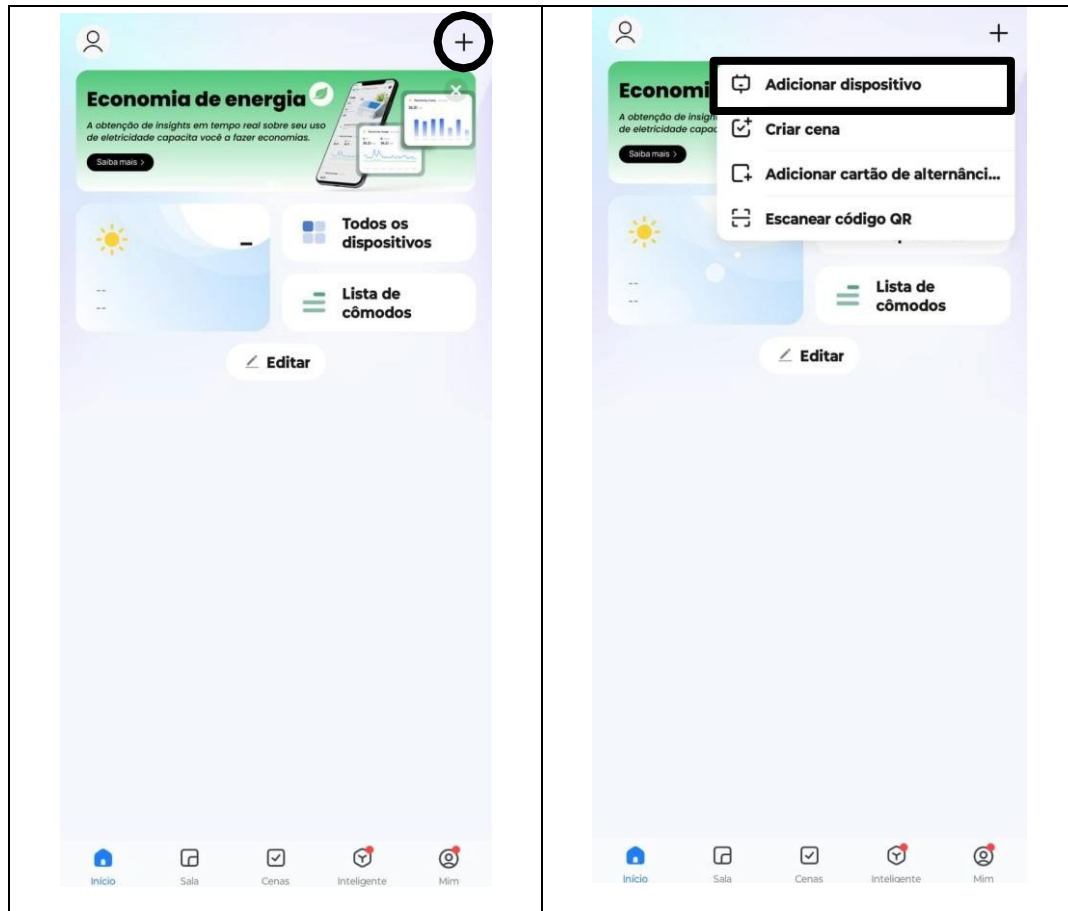 Economia de energia
A obtenção de insights em tempo real sobre seu uso
de eletricidade capacita você a fazer economias.
Saiba mais >
-
Todos os
dispositivos
--
--
Lista de
cômodos
Editar
Início
Sala
Cenas
Inteligente
Mim
Economi
A obtenção de insigh
de eletricidade capac
Saiba mais >
Adicionar dispositivo
Criar cena
Adicionar cartão de alternânci...
Escanear código QR
--
--
Lista de
cômodos
Editar
Início
Sala
Cenas
Inteligente
Mim